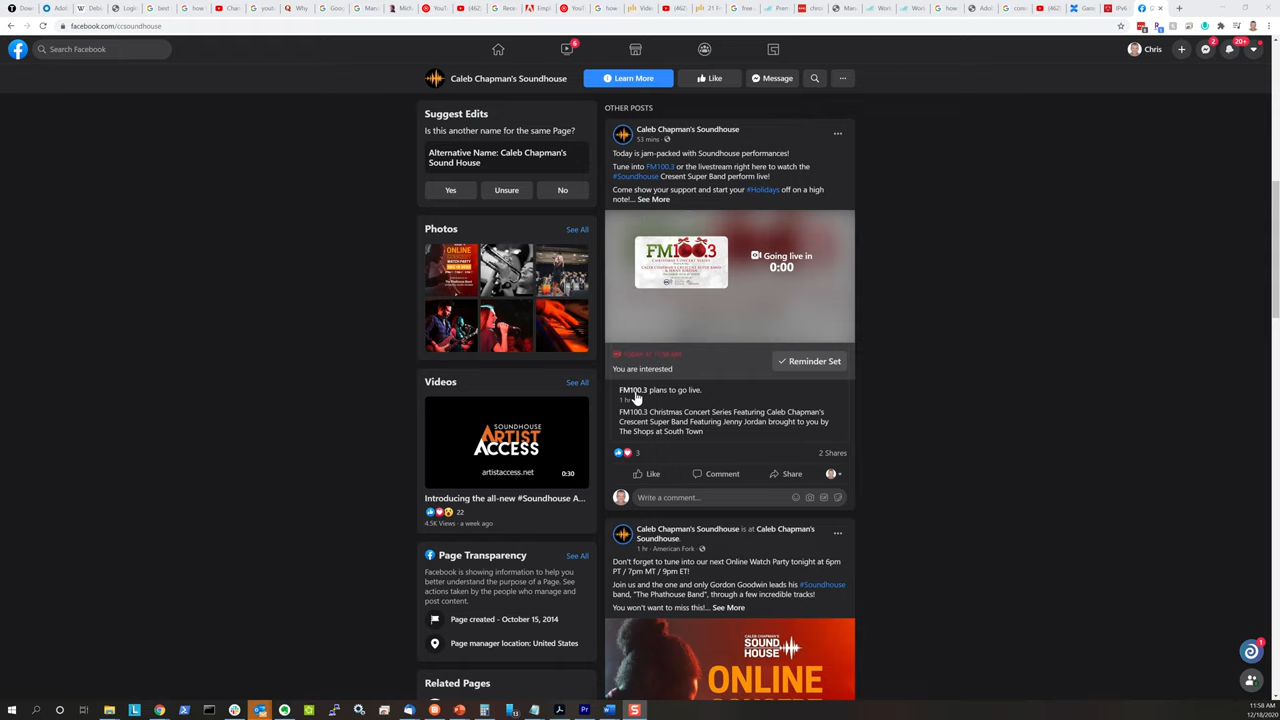 facebook.com/ccsoundhouse
Search Facebook
6
Chris
2
20+
Caleb Chapman's Soundhouse
Learn More
Like
Message
Suggest Edits
Is this another name for the same Page?
Alternative Name: Caleb Chapman's
Sound House
Yes
Unsure
No
Photos
See All
Videos
See All
SOUNDHOUSE
ARTIST
ACCESS
artistaccess.net
0:30
Introducing the all-new #Soundhouse A...
22
4.5K Views · a week ago
Page Transparency
See All
Facebook is showing information to help you
better understand the purpose of a Page. See
actions taken by the people who manage and
post content.
Page created - October 15, 2014
Page manager location: United States
Related Pages
OTHER POSTS
Caleb Chapman's Soundhouse
53 mins ·
Today is jam-packed with Soundhouse performances!
Tune into FM100.3 or the livestream right here to watch the
#Soundhouse Cresent Super Band perform live!
Come show your support and start your #Holidays off on a high
note!... See More
FM100.3
CHRISTMAS CONCERT SERIES
Going live in
0:00
You are interested
Reminder Set
FM100.3 plans to go live.
1 hr
FM100.3 Christmas Concert Series Featuring Caleb Chapman's
Crescent Super Band Featuring Jenny Jordan brought to you by
The Shops at South Town
3
2 Shares
Like
Comment
Share
Write a comment...
Caleb Chapman's Soundhouse is at Caleb Chapman's
Soundhouse.
1 hr · American Fork ·
Don't forget to tune into our next Online Watch Party tonight at 6pm
PT / 7pm MT / 9pm ET!
Join us and the one and only Gordon Goodwin leads his #Soundhouse
band, "The Phathouse Band", through a few incredible tracks!
You won't want to miss this!... See More
CALEB CHAPMAN'S
SOUND
HOUSE
ONLINE
1
11:58 AM
12/18/2020